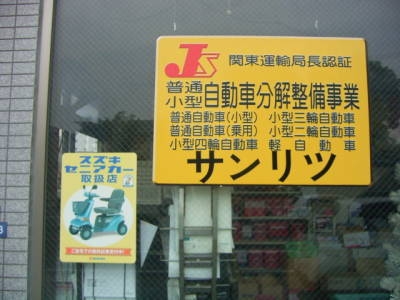 JS 関東運輸局長認証
普通
小型 自動車分解整備事業
普通自動車(小型) 小型三輪自動車
普通自動車(乗用) 小型二輪自動車
小型四輪自動車 軽自動車
サンリツ
スズキ
セニアカー
取扱店